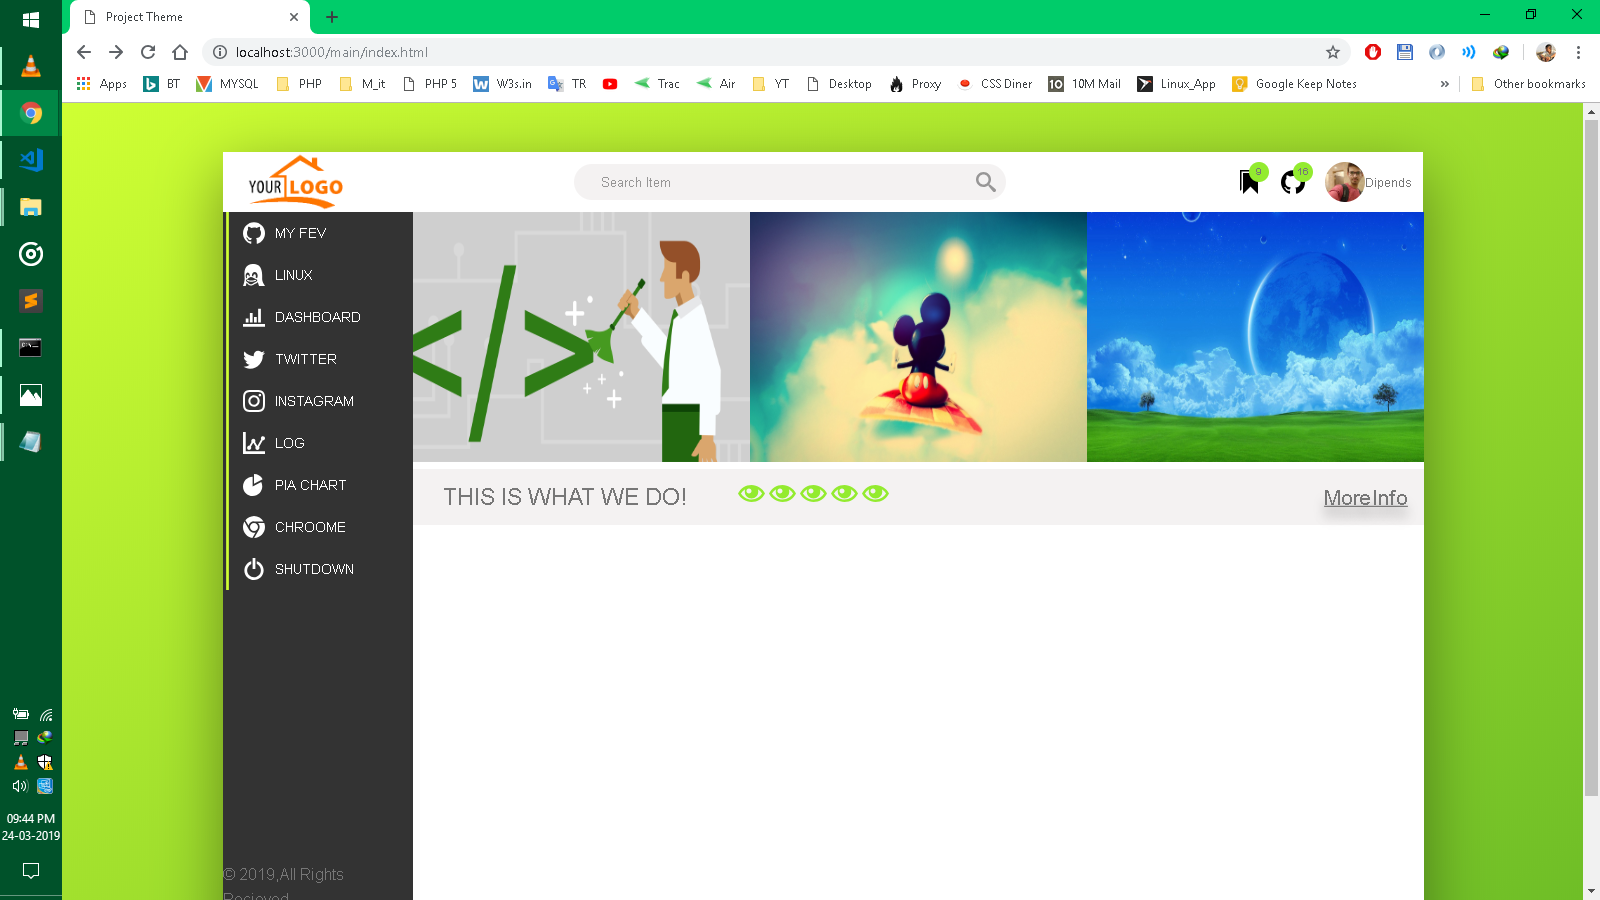 Project Theme
localhost:3000/main/index.html
Apps BT MYSQL PHP M_it PHP 5 W3s.in TR Trac Air YT Desktop Proxy CSS Diner 10 10M Mail Linux_App Google Keep Notes » Other bookmarks
YOUR LOGO
Search Item
9 16 Dipends
MY FEV
LINUX
DASHBOARD
TWITTER
INSTAGRAM
LOG
PIA CHART
CHROOME
SHUTDOWN
</>
THIS IS WHAT WE DO!
MoreInfo
© 2019,All Rights
Recieved
09:44 PM
24-03-2019